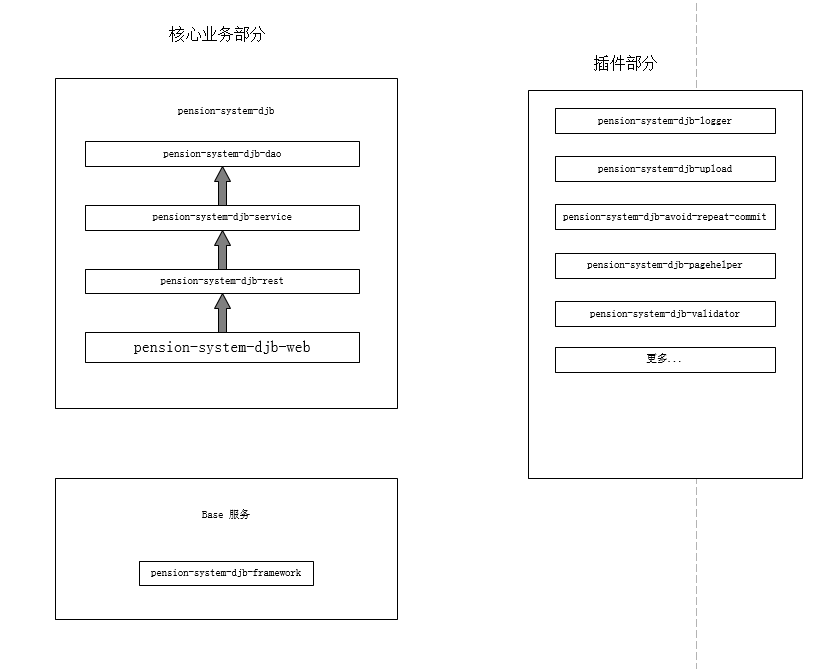 核心业务部分
pension-system-djb
pension-system-djb-dao
pension-system-djb-service
pension-system-djb-rest
pension-system-djb-web
Base 服务
pension-system-djb-framework
插件部分
pension-system-djb-logger
pension-system-djb-upload
pension-system-djb-avoid-repeat-commit
pension-system-djb-pagehelper
pension-system-djb-validator
更多...